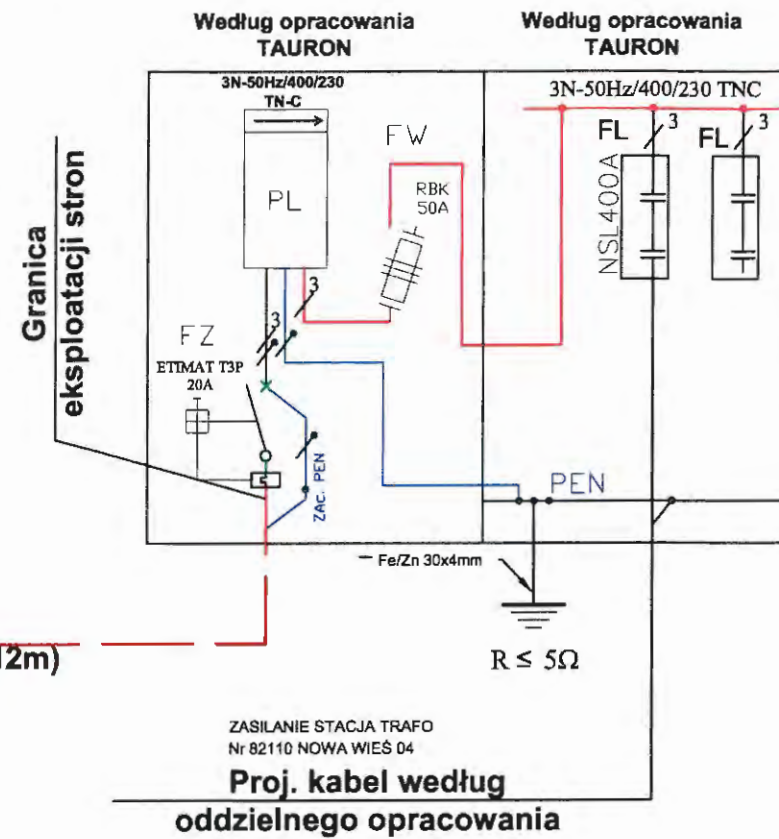 Według opracowania
TAURON
Według opracowania
TAURON
3N-50Hz/400/230
TN-C
3N-50Hz/400/230 TNC
PL
FW
RBK
50A
FL
3
FL
3
NSL400A
Granica
eksploatacji stron
3
3
FZ
ETIMAT T3P
20A
ZAC. PEN
PEN
Fe/Zn 30x4mm
R ≤ 5Ω
12m)
ZASILANIE STACJA TRAFO
Nr 82110 NOWA WIEŚ 04
Proj. kabel według
oddzielnego opracowania